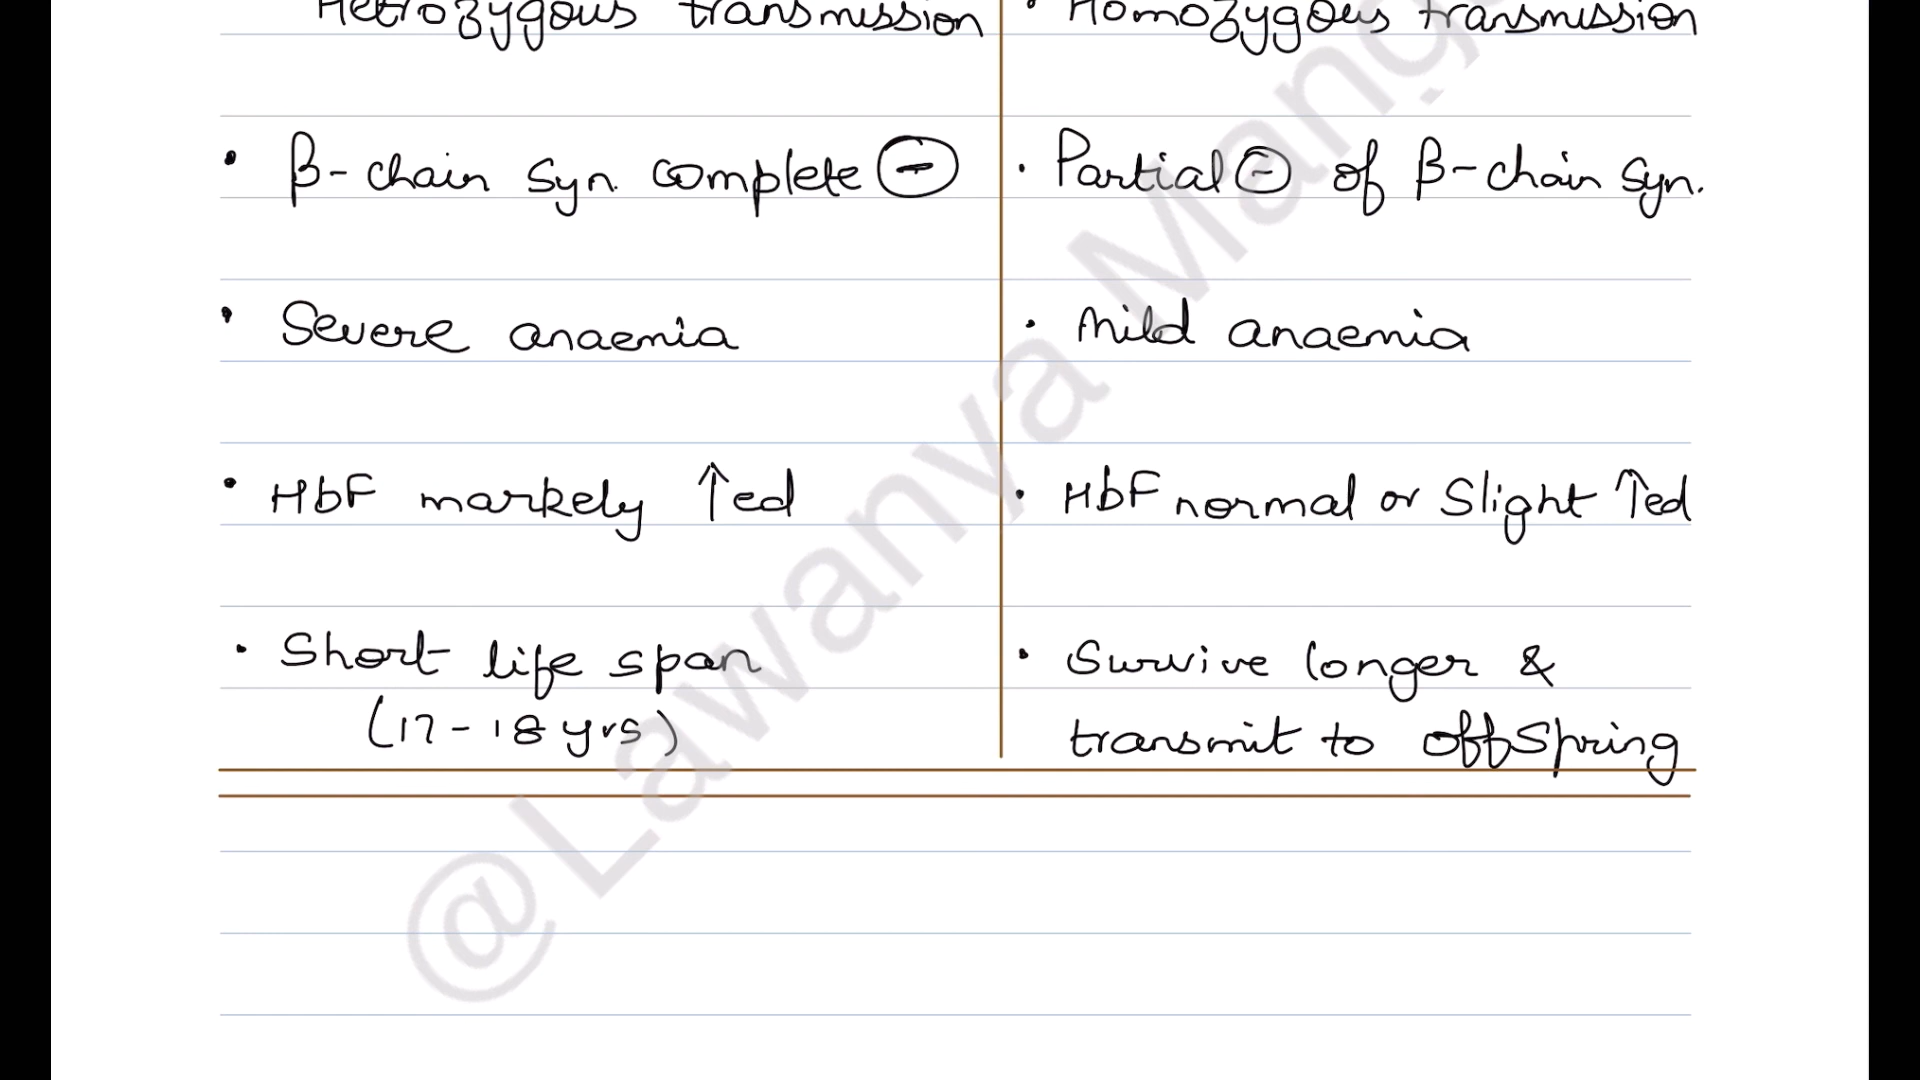 Hetrozygous transmission
• Homozygous transmission
• β-chain syn. complete ⊖
• Partial ⊖ of β-chain syn.
• Severe anaemia
• Mild anaemia
• HbF markely ↑ed
• HbF normal or Slight ↑ed
• Short life span
(17-18 yrs)
• Survive longer &
transmit to offspring
@Lawanya Mang